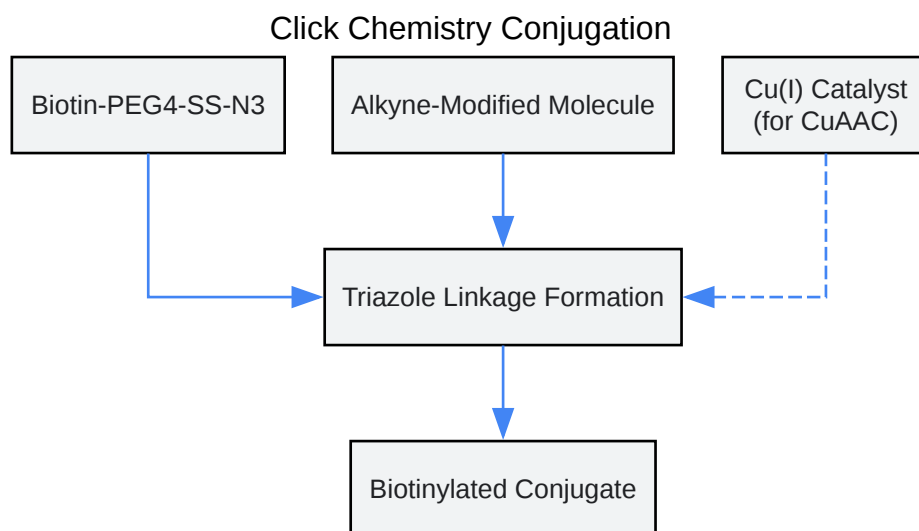 Click Chemistry Conjugation
Biotin-PEG4-SS-N3
Alkyne-Modified Molecule
Cu(I) Catalyst
(for CuAAC)
Triazole Linkage Formation
Biotinylated Conjugate